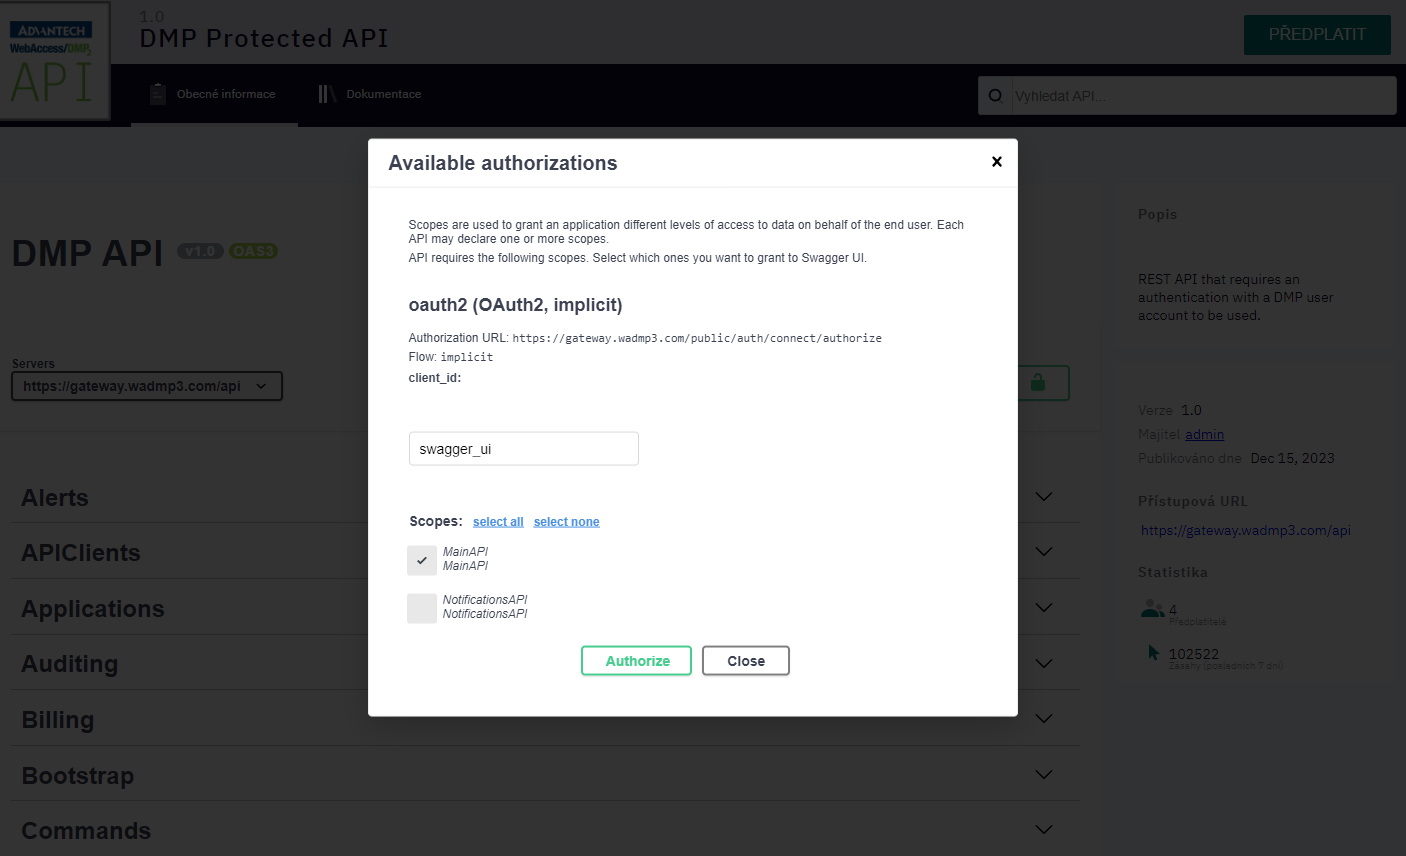 1.0
DMP Protected API
PŘEDPLATIT
ADVANTECH
WebAccess/DMP3
API
Obecné informace
Dokumentace
Vyhledat API...
Available authorizations
Scopes are used to grant an application different levels of access to data on behalf of the end user. Each
API may declare one or more scopes.
API requires the following scopes. Select which ones you want to grant to Swagger UI.
oauth2 (OAuth2, implicit)
Authorization URL: https://gateway.wadmp3.com/public/auth/connect/authorize
Flow: implicit
client_id:
swagger_ui
Scopes: select all select none
MainAPI
MainAPI
NotificationsAPI
NotificationsAPI
Authorize
Close
DMP API v1.0 OAS3
Servers
https://gateway.wadmp3.com/api
Alerts
APIClients
Applications
Auditing
Billing
Bootstrap
Commands
Popis
REST API that requires an
authentication with a DMP user
account to be used.
Verze 1.0
Majitel admin
Publikováno dne Dec 15, 2023
Přístupová URL
https://gateway.wadmp3.com/api
Statistika
4
Předplatitelé
102522
Zásahy (posledních 7 dní)